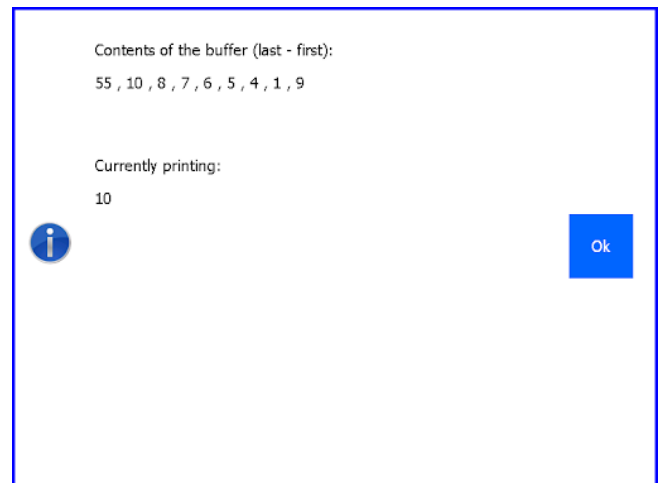 Contents of the buffer (last - first):
55 , 10 , 8 , 7 , 6 , 5 , 4 , 1 , 9
Currently printing:
10
Ok